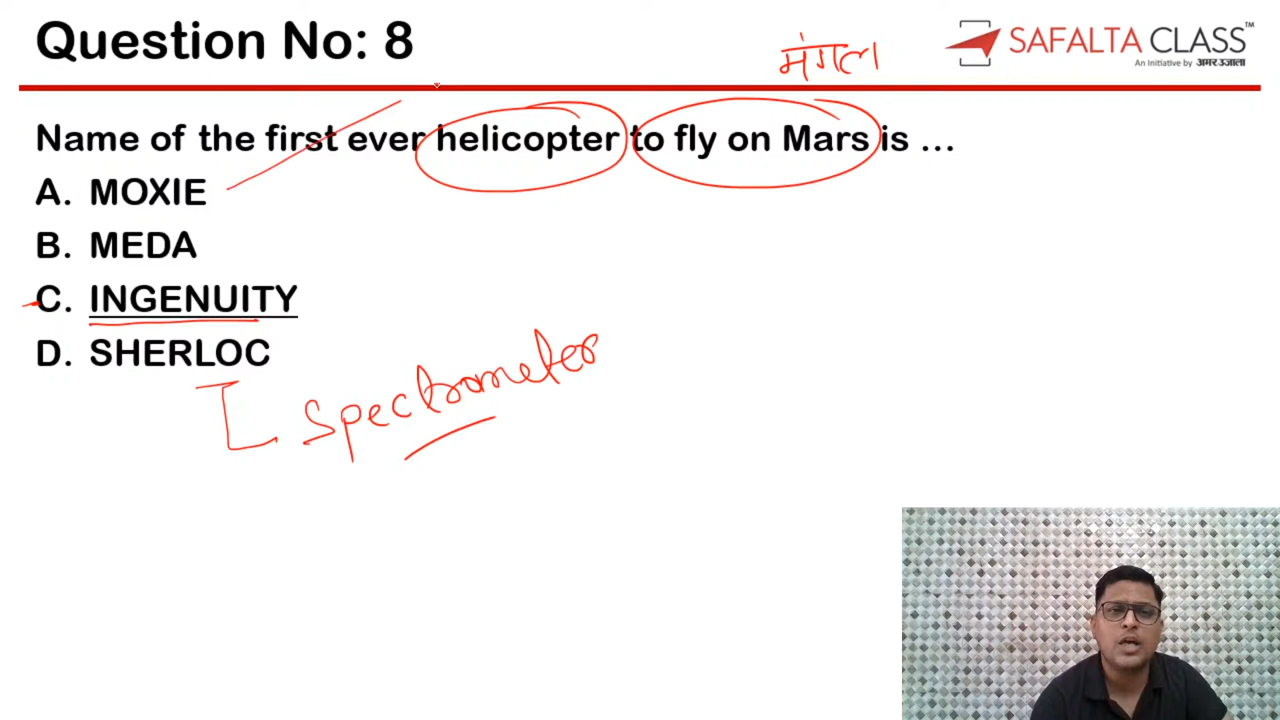 Question No: 8
मंगल
SAFALTA CLASS™
An Initiative by अमर उजाला
Name of the first ever helicopter to fly on Mars is ...
A. MOXIE
B. MEDA
C. INGENUITY
D. SHERLOC
Spectrometer